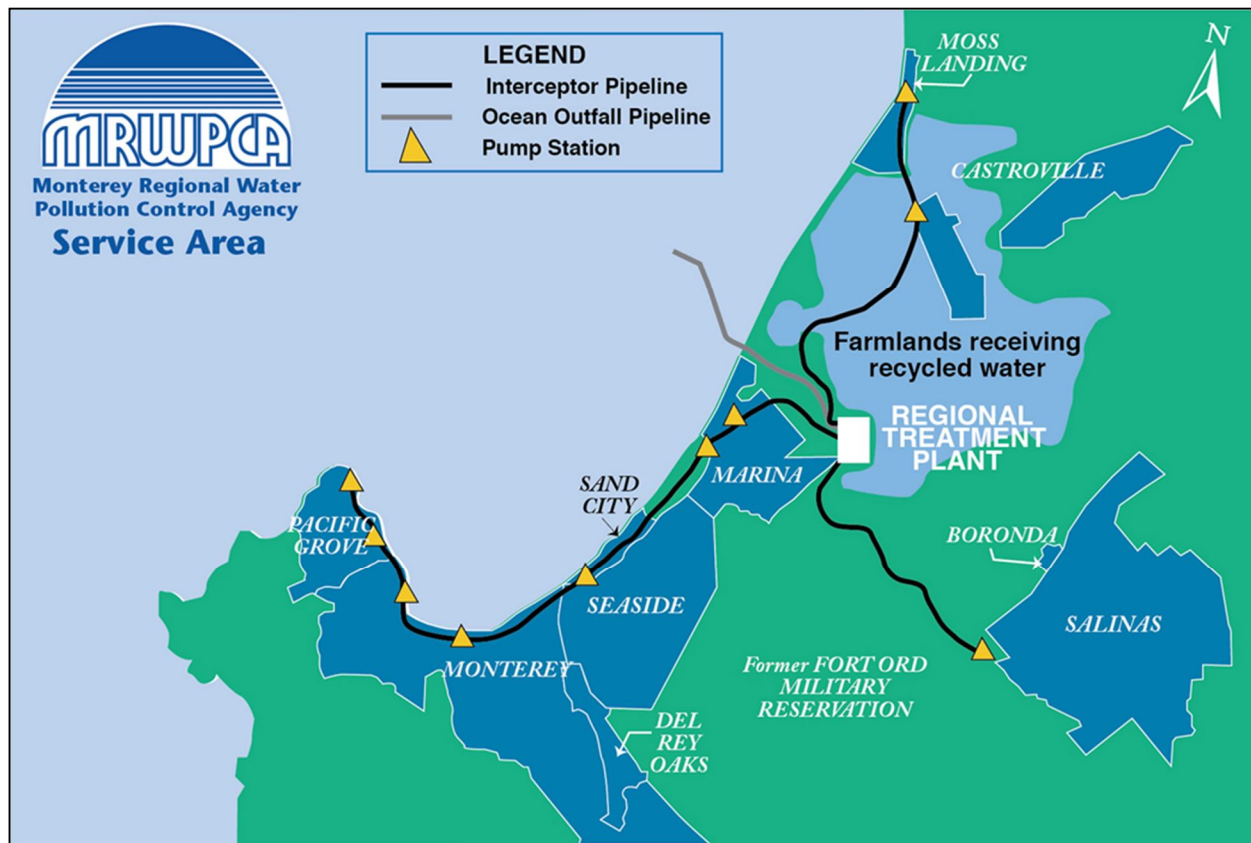 MRWPCA
Monterey Regional Water
Pollution Control Agency
Service Area
LEGEND
Interceptor Pipeline
Ocean Outfall Pipeline
Pump Station
N
MOSS
LANDING
CASTROVILLE
Farmlands receiving
recycled water
REGIONAL
TREATMENT
PLANT
MARINA
SAND
CITY
PACIFIC
GROVE
SEASIDE
MONTEREY
DEL
REY
OAKS
Former FORT ORD
MILITARY
RESERVATION
BORONDA
SALINAS